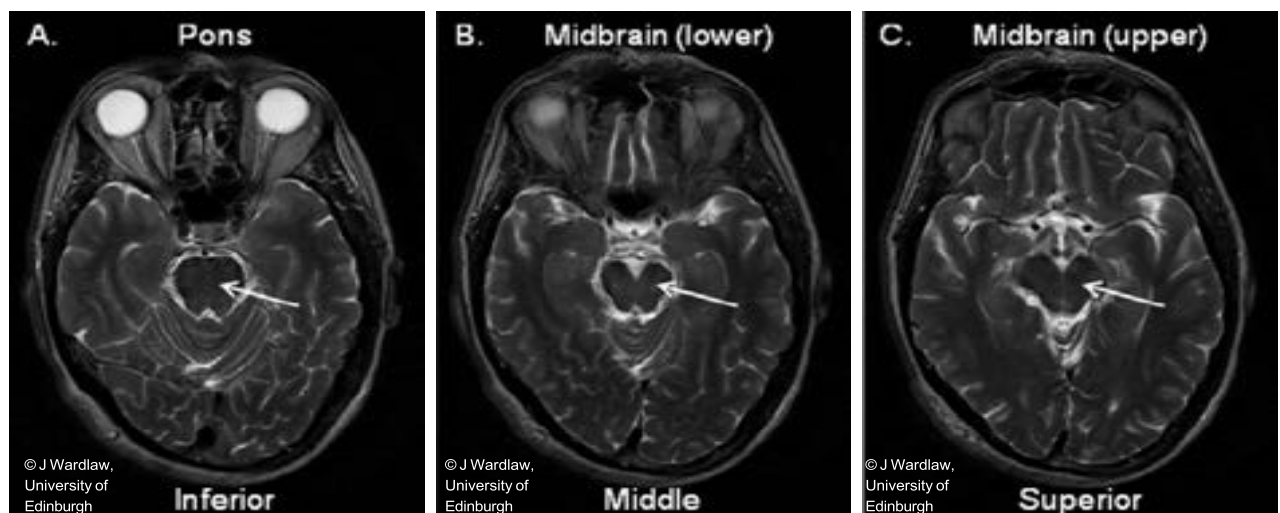 A. Pons
© J Wardlaw,
University of
Edinburgh
Inferior
B. Midbrain (lower)
© J Wardlaw,
University of
Edinburgh
Middle
C. Midbrain (upper)
© J Wardlaw,
University of
Edinburgh
Superior